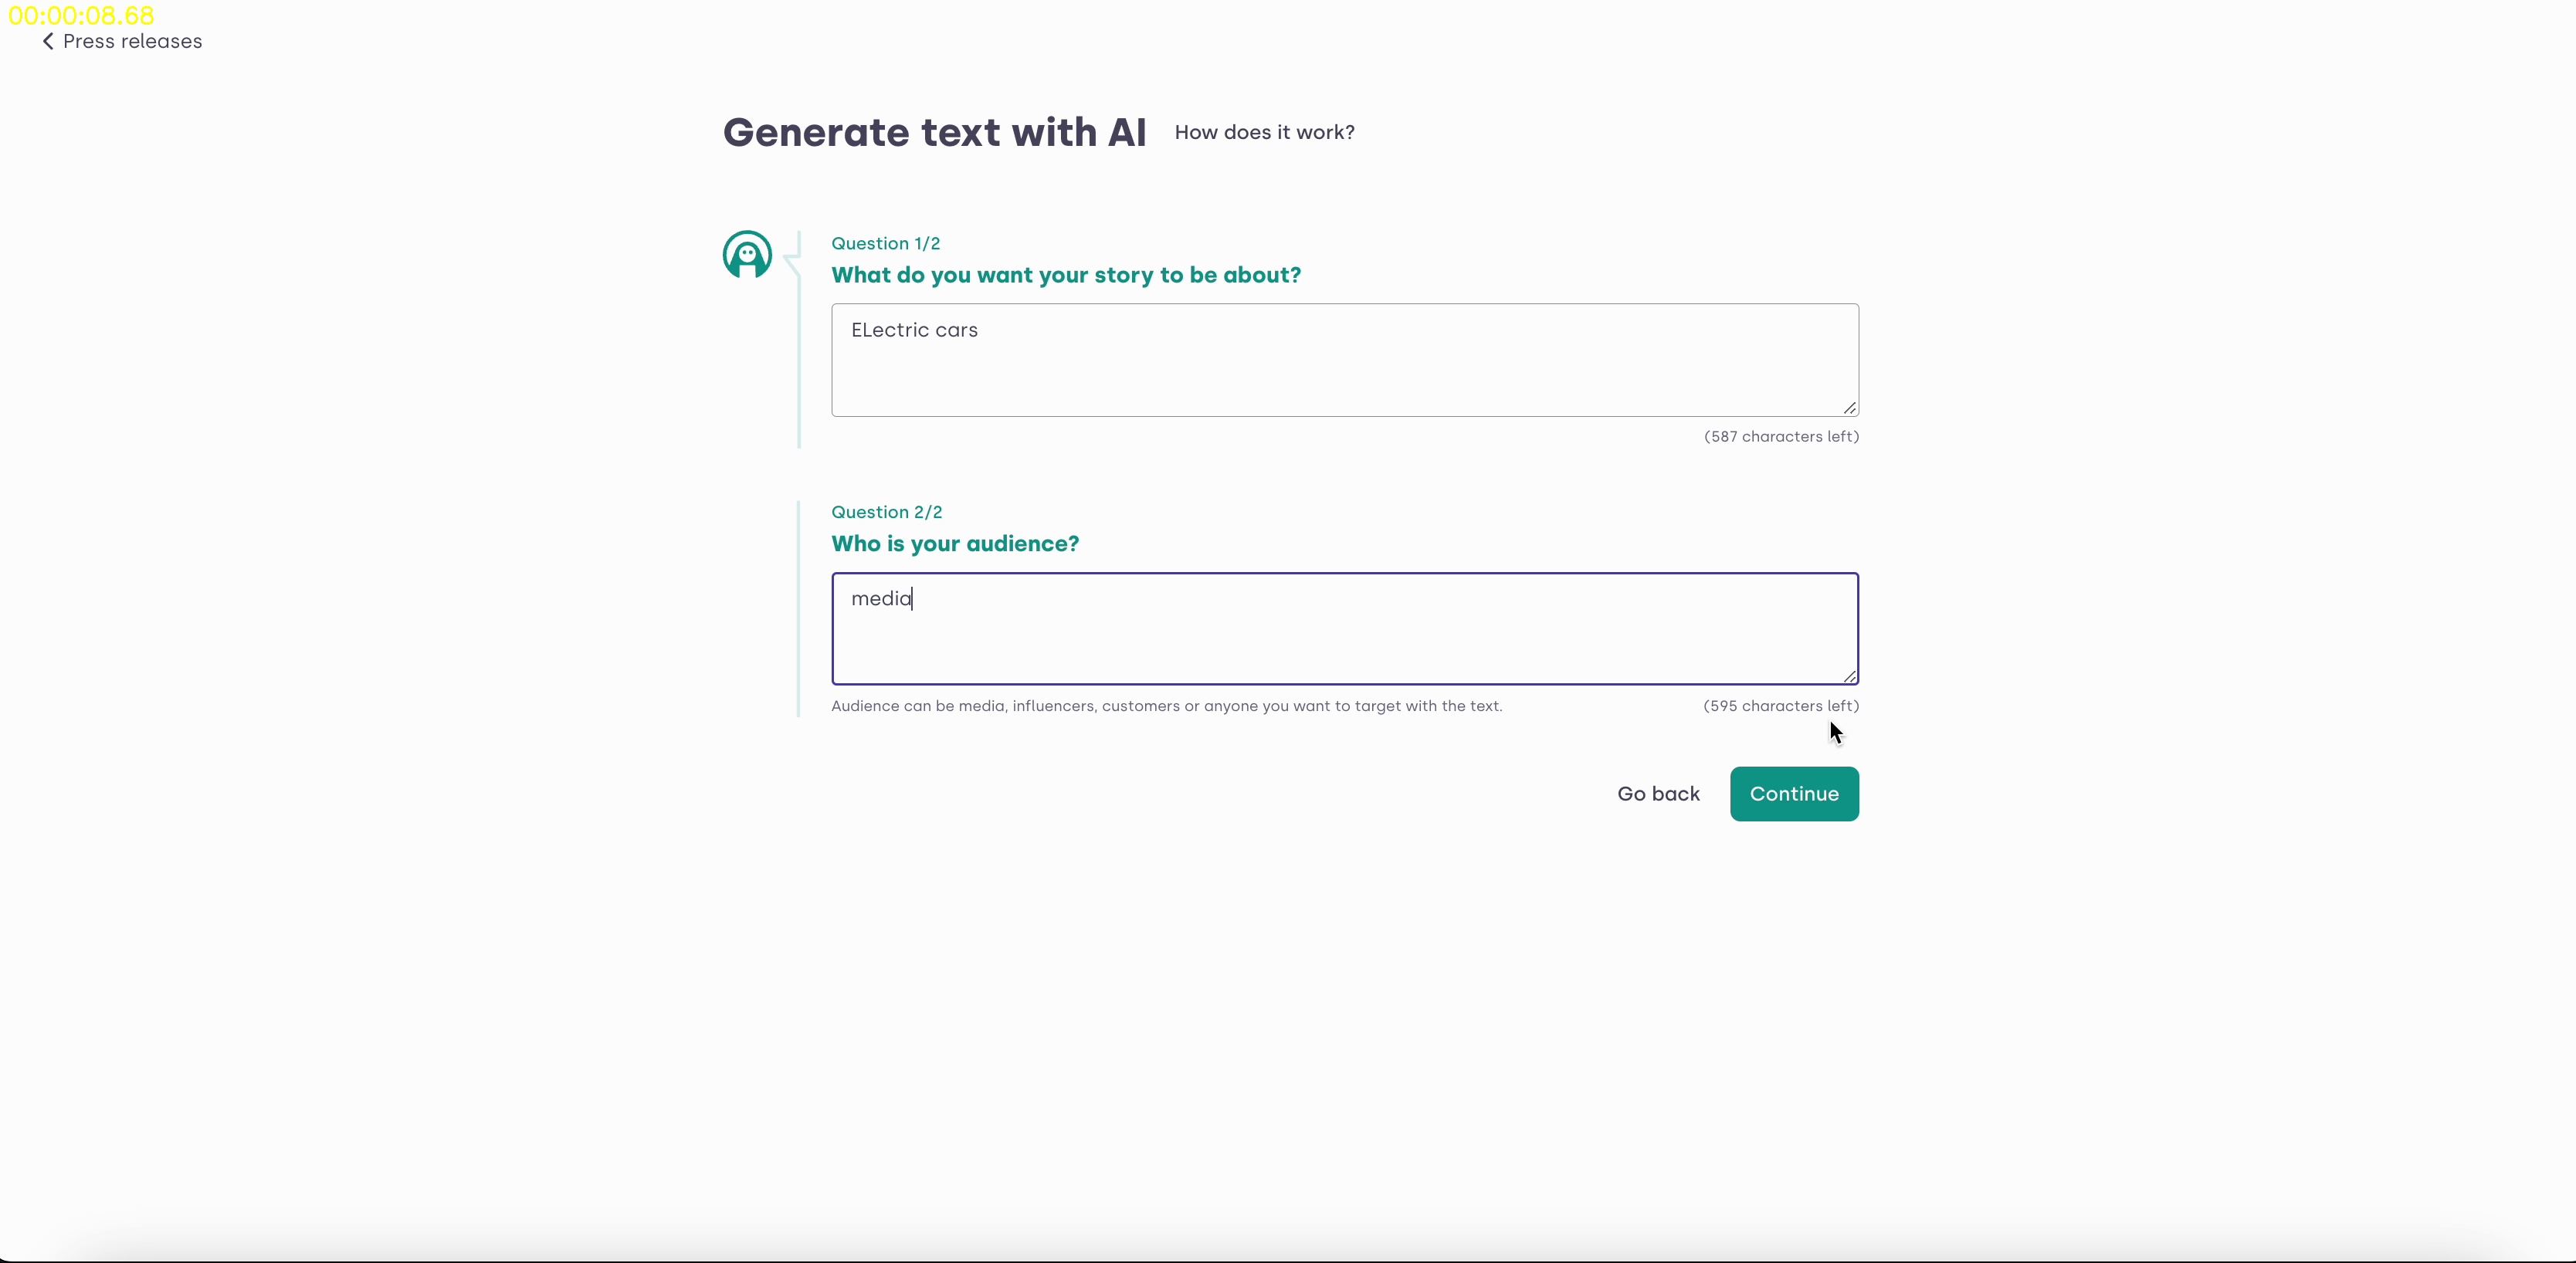 00:00:08.68
Press releases
Generate text with AI
How does it work?
Question 1/2
What do you want your story to be about?
ELectric cars
(587 characters left)
Question 2/2
Who is your audience?
media
Audience can be media, influencers, customers or anyone you want to target with the text.
(595 characters left)
Go back
Continue